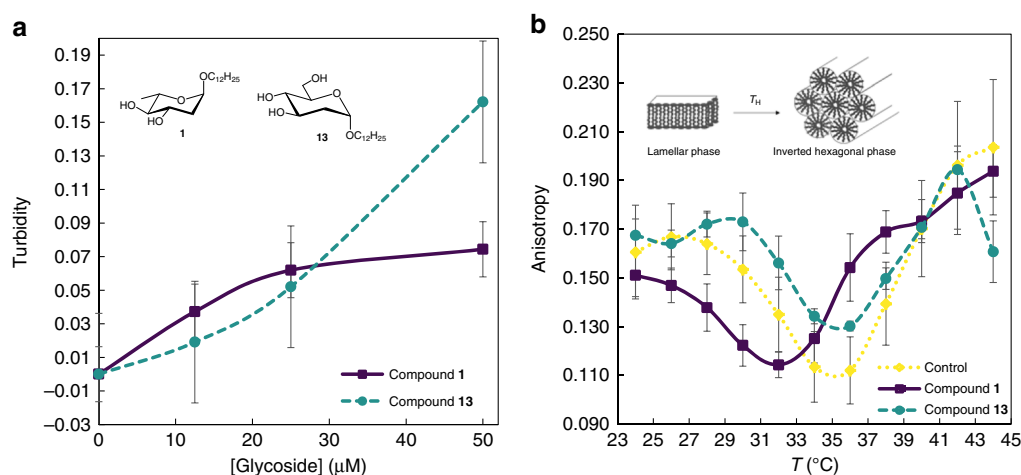 a
0.19
0.17
0.15
0.13
0.11
0.09
0.07
0.05
0.03
0.01
–0.01
–0.03
Turbidity
OC12H25
HO
HO
1
OH
HO
HO
OC12H25
13
Compound 1
Compound 13
0 10 20 30 40 50
[Glycoside] (μM)
b
0.250
0.230
0.210
0.190
0.170
0.150
0.130
0.110
0.090
Anisotropy
TH
Lamellar phase
Inverted hexagonal phase
Control
Compound 1
Compound 13
23 25 27 29 31 33 35 37 39 41 43 45
T (°C)